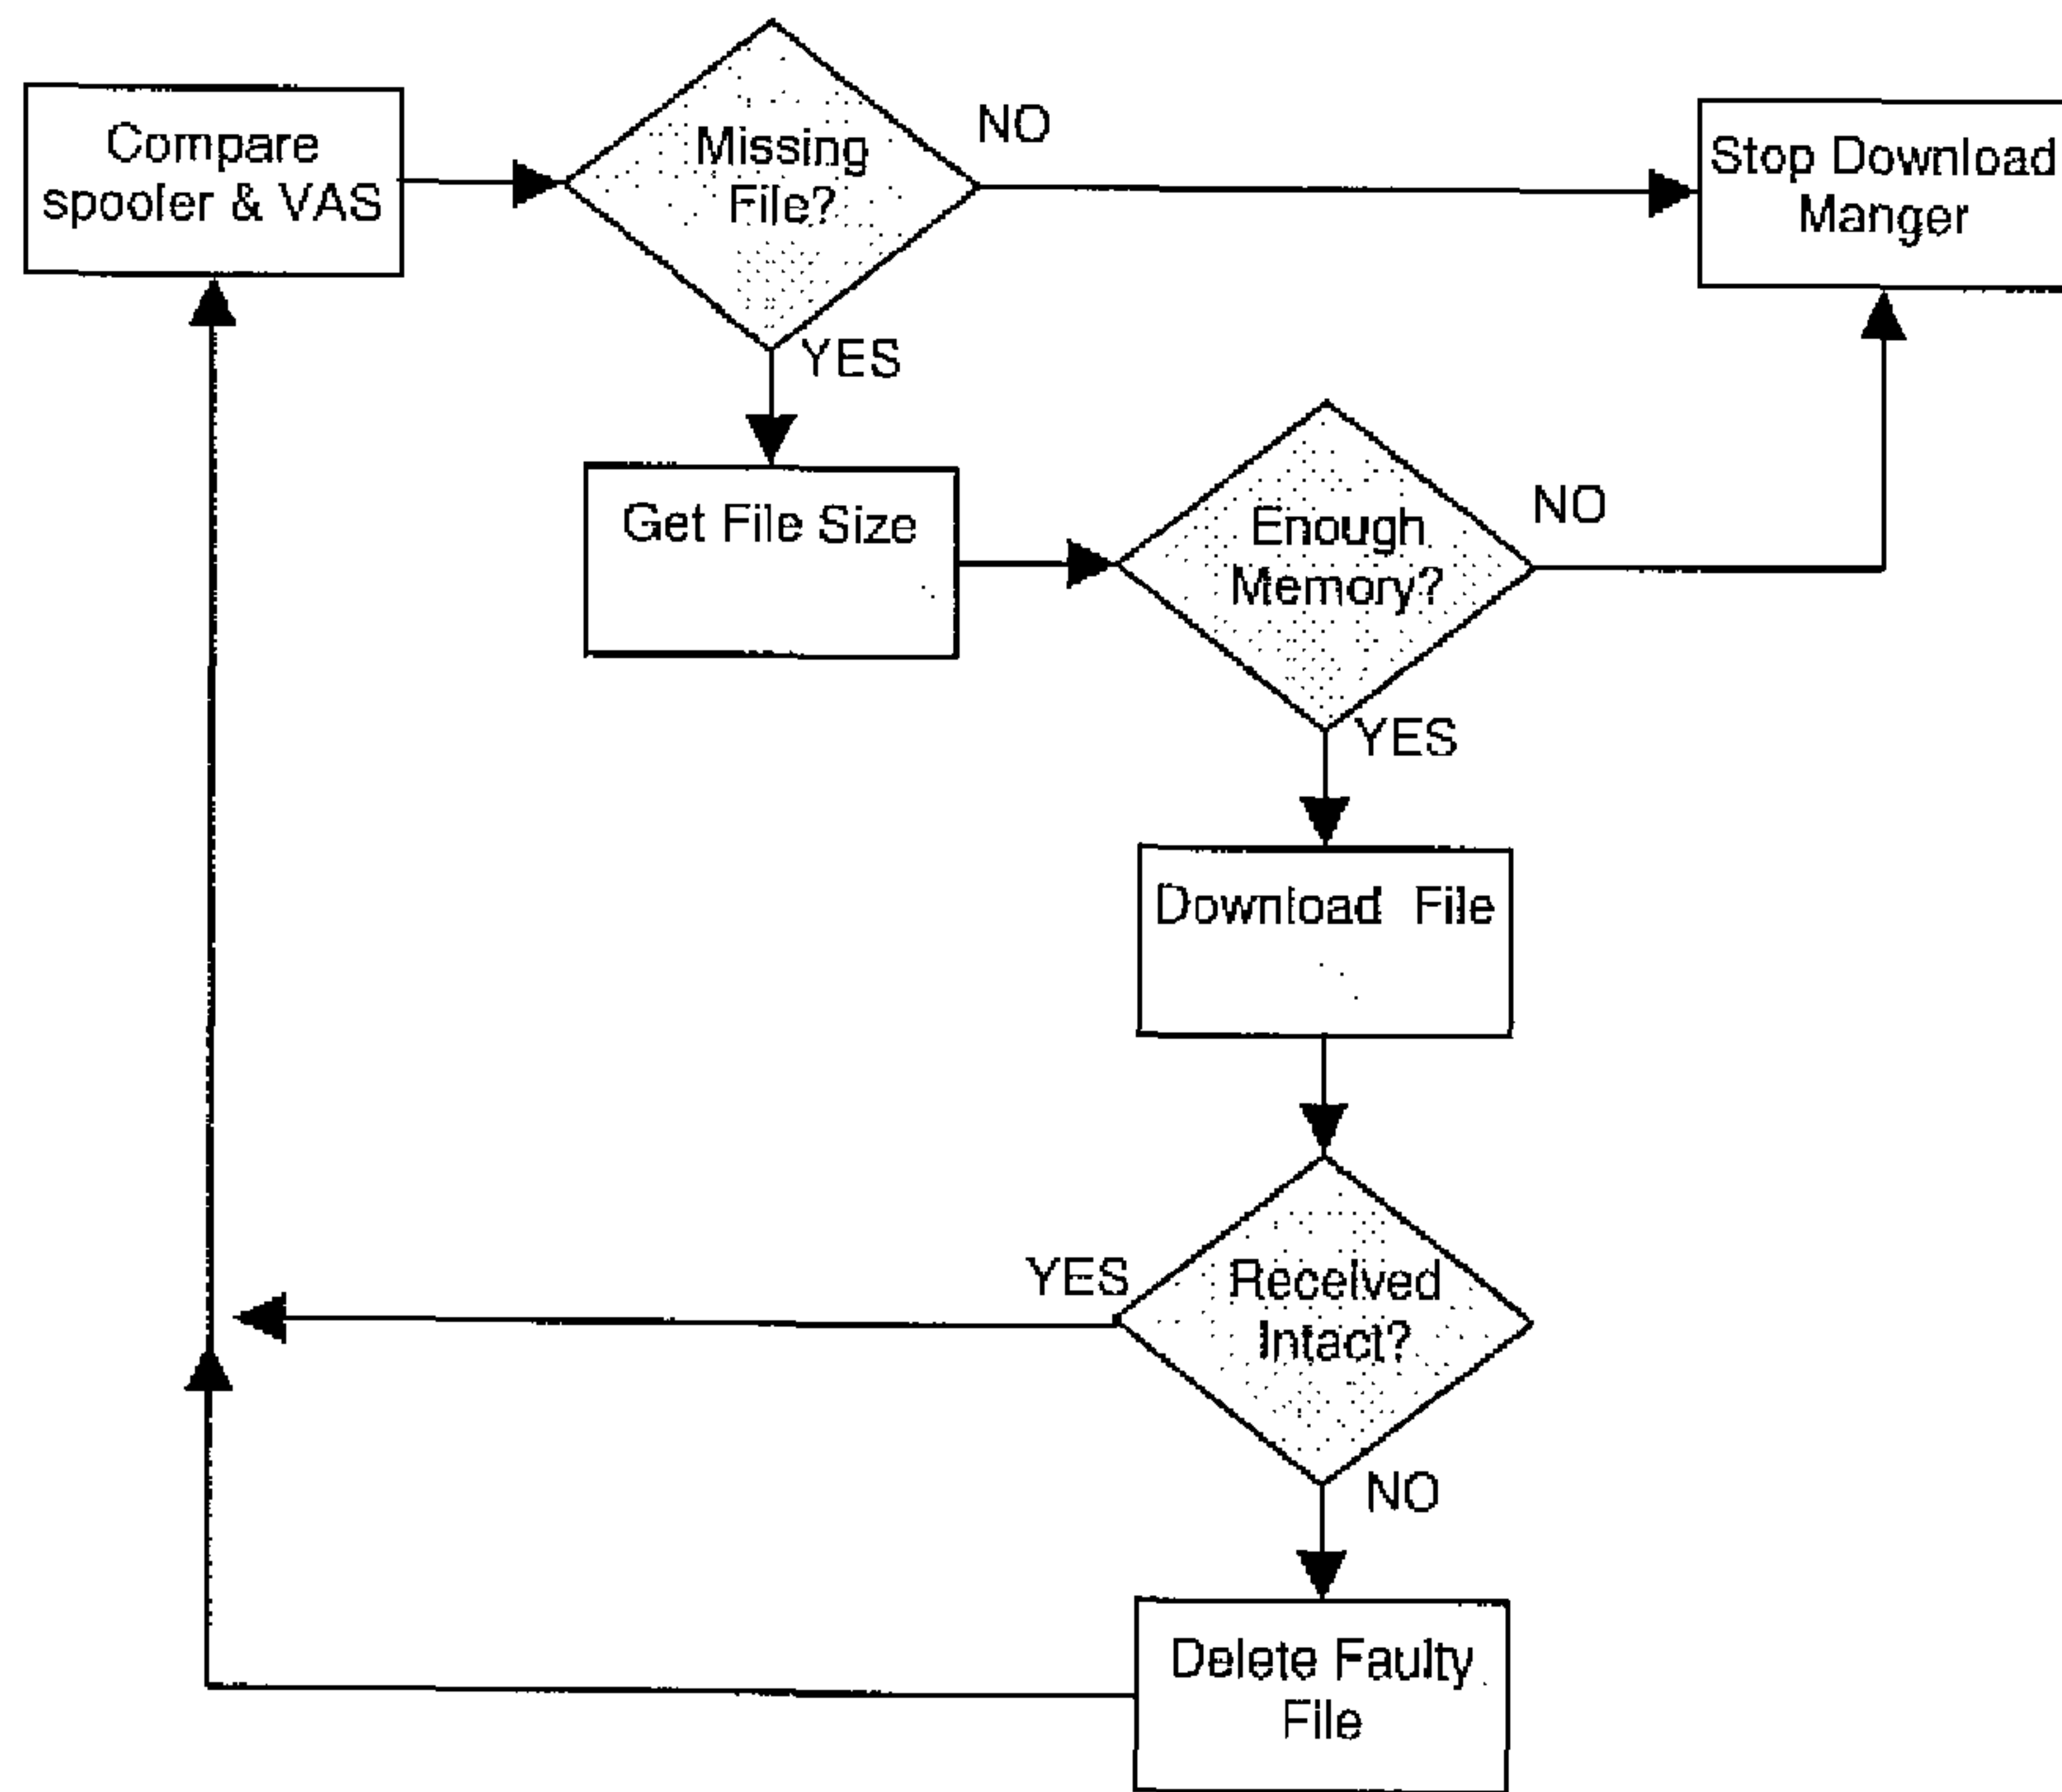 Compare
spooler & VAS
Missing
File?
NO
Stop Download
Manger
YES
Get File Size
Enough
Memory?
NO
YES
Download File
YES
Received
Intact?
NO
Delete Faulty
File